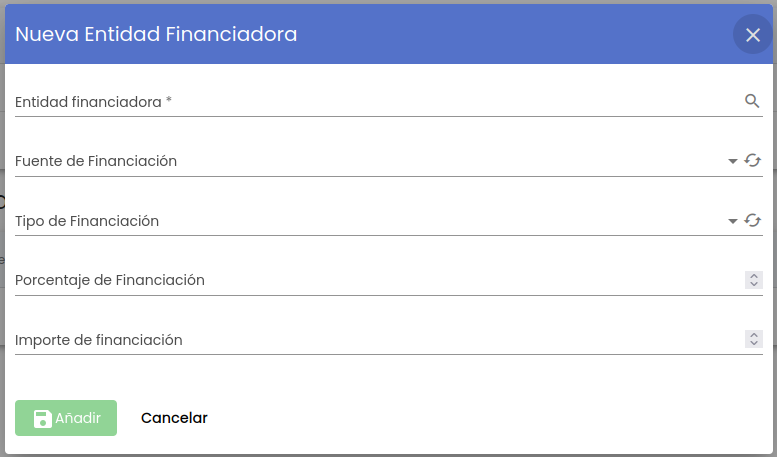 Nueva Entidad Financiadora
Entidad financiadora *
Fuente de Financiación
Tipo de Financiación
Porcentaje de Financiación
Importe de financiación
Añadir Cancelar